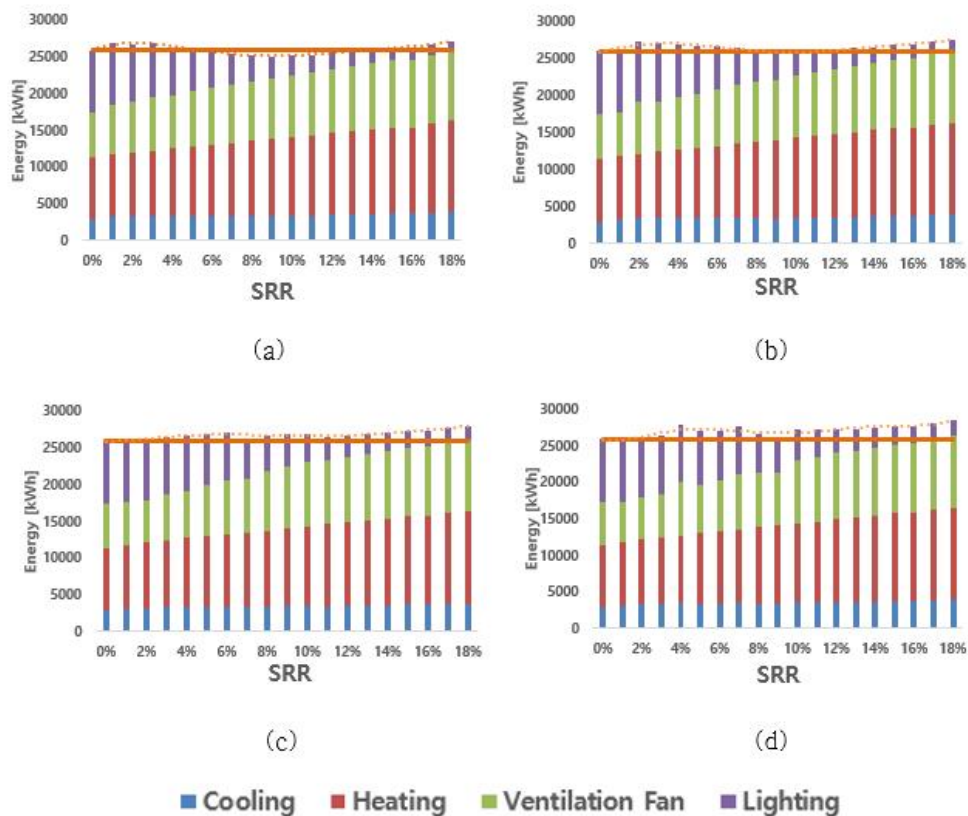 30000
25000
20000
15000
10000
5000
0
Energy [kWh]
0% 2% 4% 6% 8% 10% 12% 14% 16% 18%
SRR
(a)
30000
25000
20000
15000
10000
5000
0
Energy [kWh]
0% 2% 4% 6% 8% 10% 12% 14% 16% 18%
SRR
(b)
30000
25000
20000
15000
10000
5000
0
Energy [kWh]
0% 2% 4% 6% 8% 10% 12% 14% 16% 18%
SRR
(c)
30000
25000
20000
15000
10000
5000
0
Energy [kWh]
0% 2% 4% 6% 8% 10% 12% 14% 16% 18%
SRR
(d)
Cooling Heating Ventilation Fan Lighting